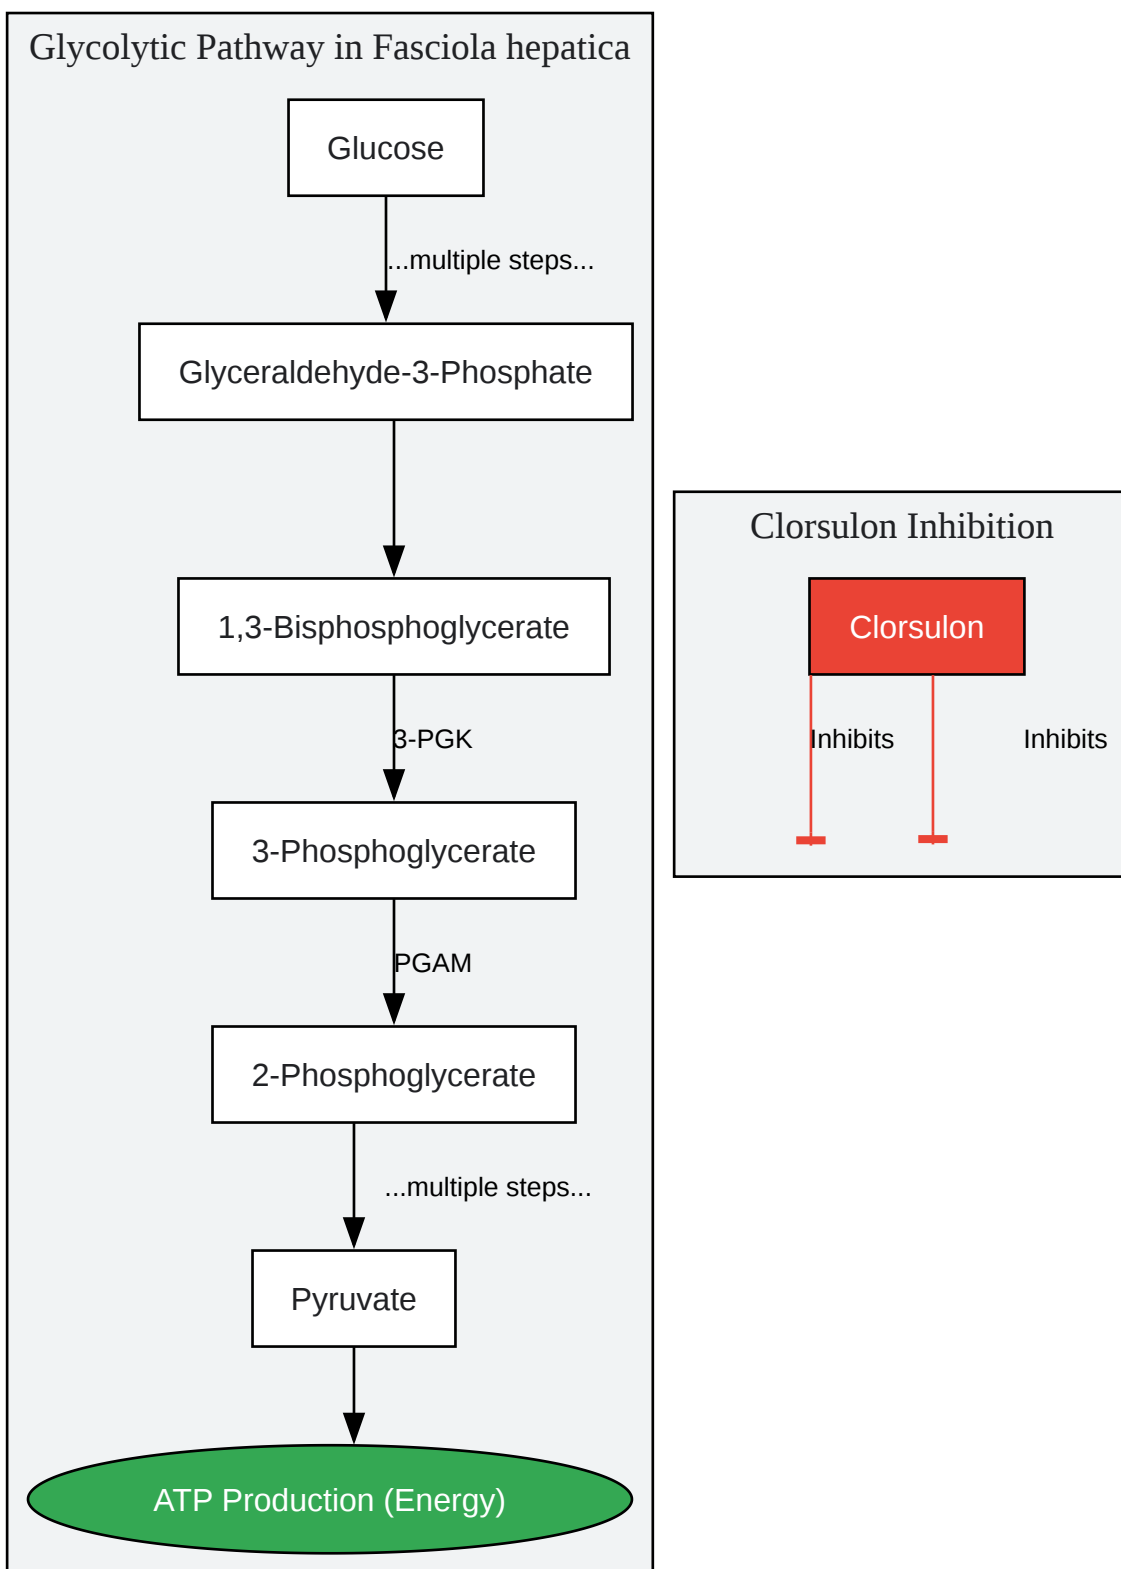 Glycolytic Pathway in Fasciola hepatica
Glucose
...multiple steps...
Glyceraldehyde-3-Phosphate
1,3-Bisphosphoglycerate
3-PGK
3-Phosphoglycerate
PGAM
2-Phosphoglycerate
...multiple steps...
Pyruvate
ATP Production (Energy)
Clorsulon Inhibition
Clorsulon
Inhibits
Inhibits